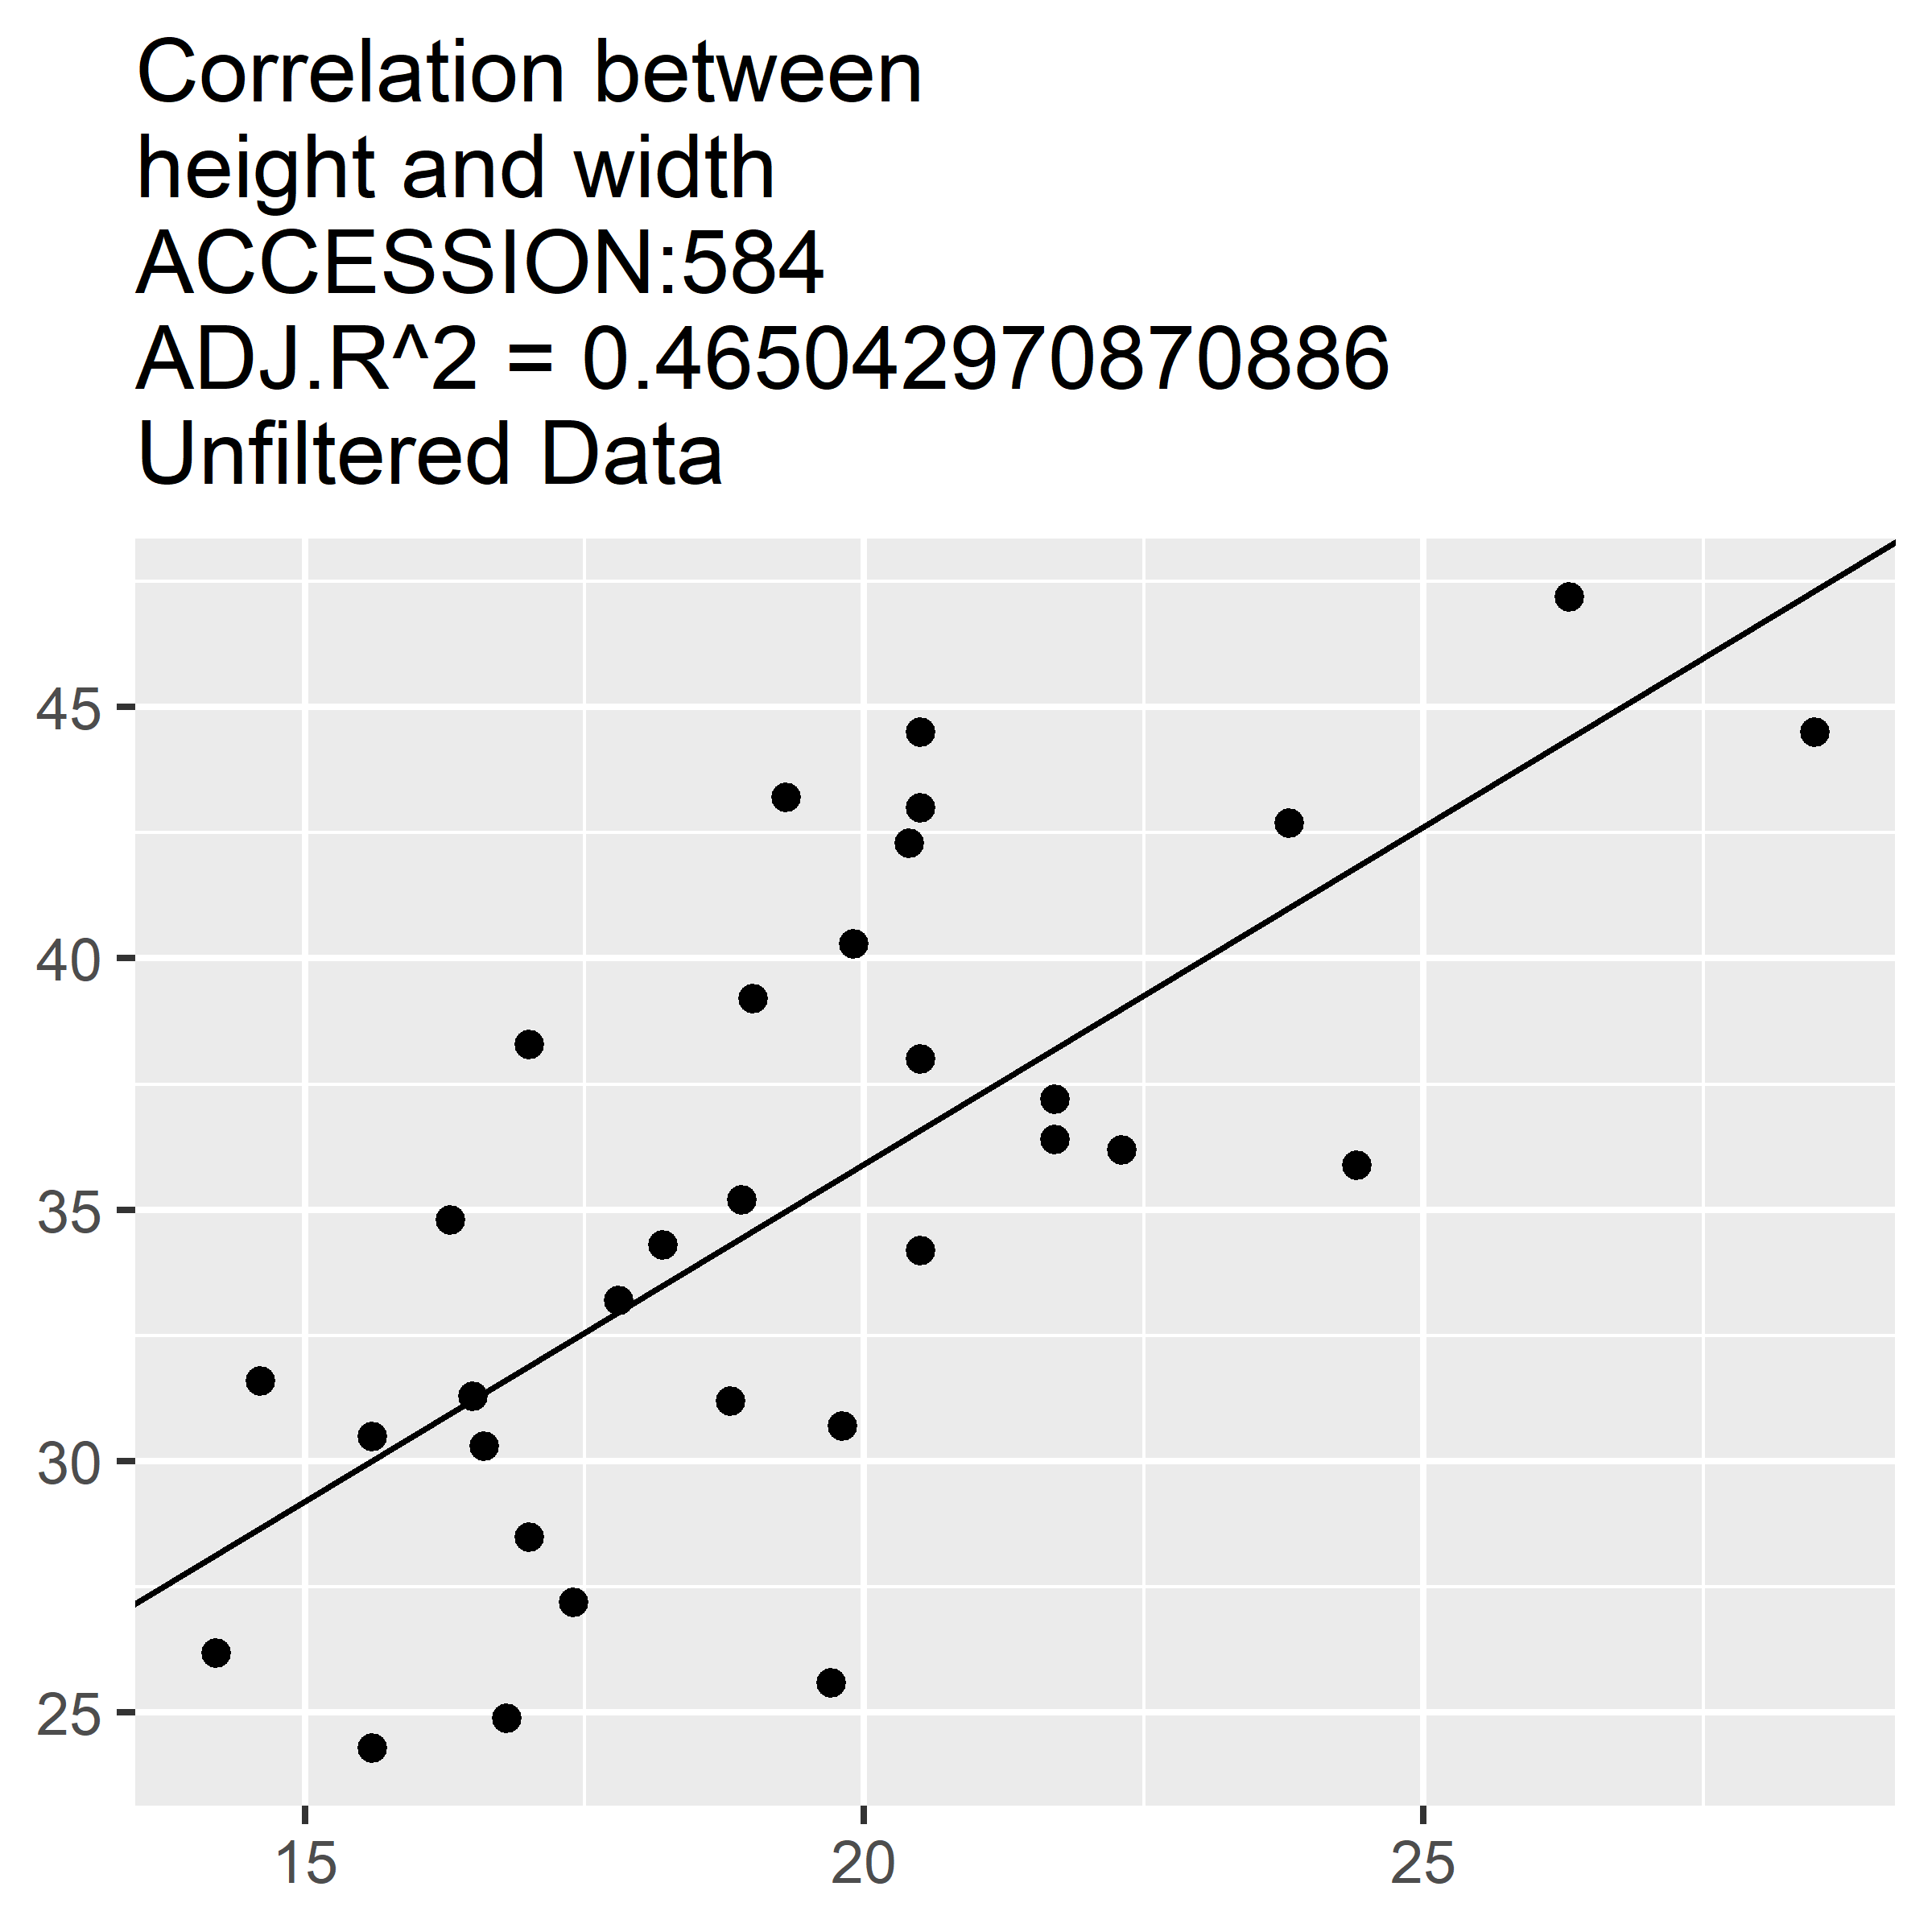 Correlation between
height and width
ACCESSION:584
ADJ.R^2 = 0.465042970870886
Unfiltered Data
45
40
35
30
25
15 20 25